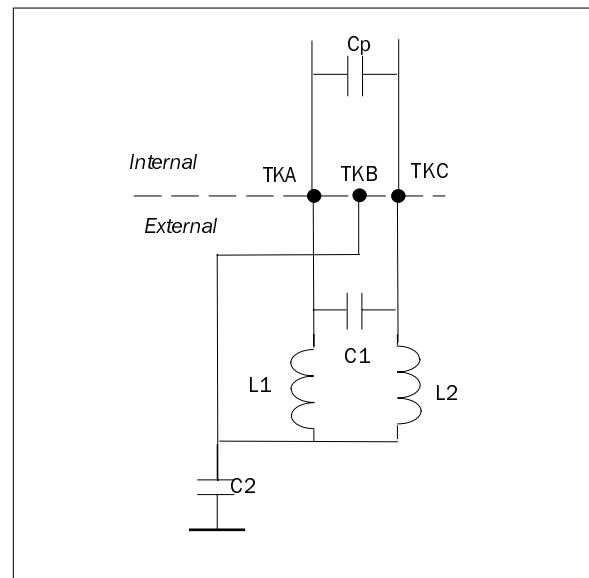 Cp
Internal
TKA TKB TKC
External
C1
L1 L2
C2